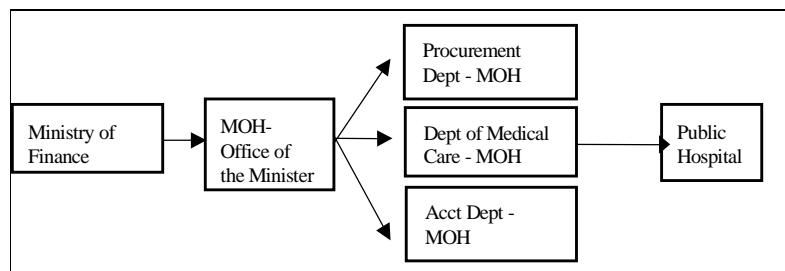 Ministry of
Finance
MOH-
Office of
the Minister
Procurement
Dept - MOH
Dept of Medical
Care - MOH
Acct Dept -
MOH
Public
Hospital